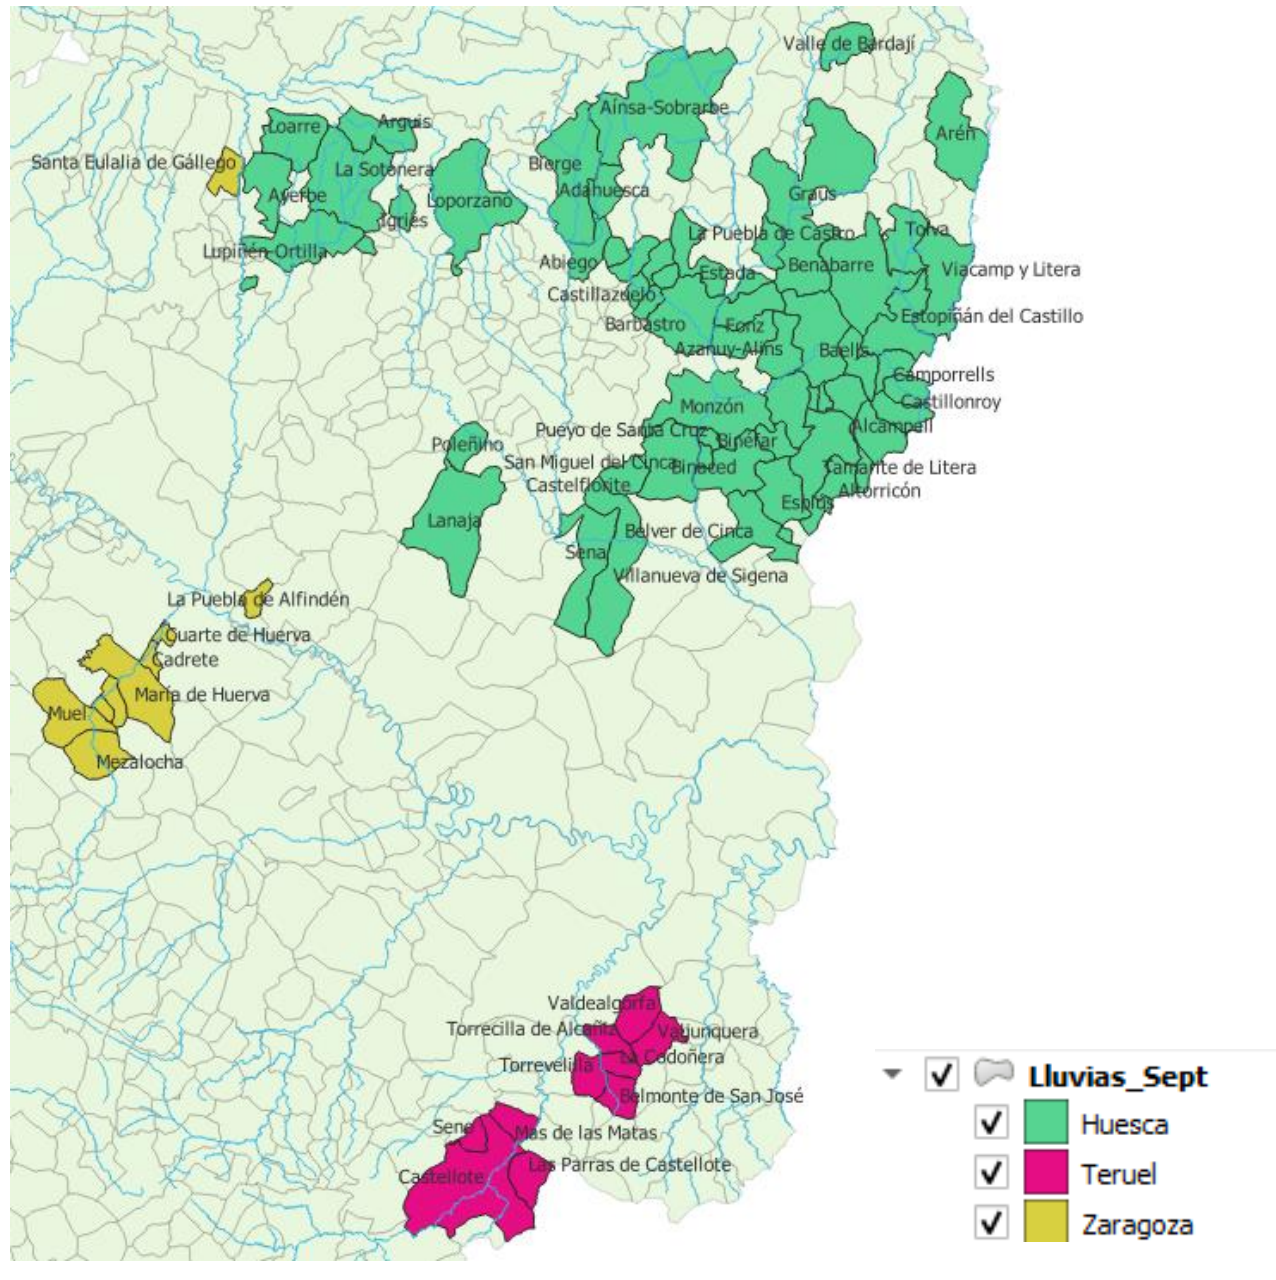 Valle de Bardají
Aínsa-Sobrarbe
Loarre
Arguis
Arén
Santa Eulalia de Gállego
La Sotonera
Bierge
Adahuesca
Ayerbe
Loporzano
Graus
Igriés
La Puebla de Castro
Tolva
Lupiñén-Ortilla
Abiego
Estada
Benabarre
Viacamp y Litera
Castillazuelo
Estopiñán del Castillo
Barbastro
Fonz
Azanuy-Alins
Baells
Camporrells
Castillonroy
Monzón
Alcampell
Pueyo de Santa Cruz
Binéfar
Poleñino
San Miguel del Cinca
Binaced
Tamarite de Litera
Castelflorite
Altorricón
Esplús
Lanaja
Belver de Cinca
Sena
Villanueva de Sigena
La Puebla de Alfindén
Cuarte de Huerva
Cadrete
María de Huerva
Muel
Mezalocha
Valdealgorfa
Torrecilla de Alcañiz
Valjunquera
La Codoñera
Torrevelilla
Belmonte de San José
Seno
Mas de las Matas
Las Parras de Castellote
Castellote
Lluvias_Sept
Huesca
Teruel
Zaragoza